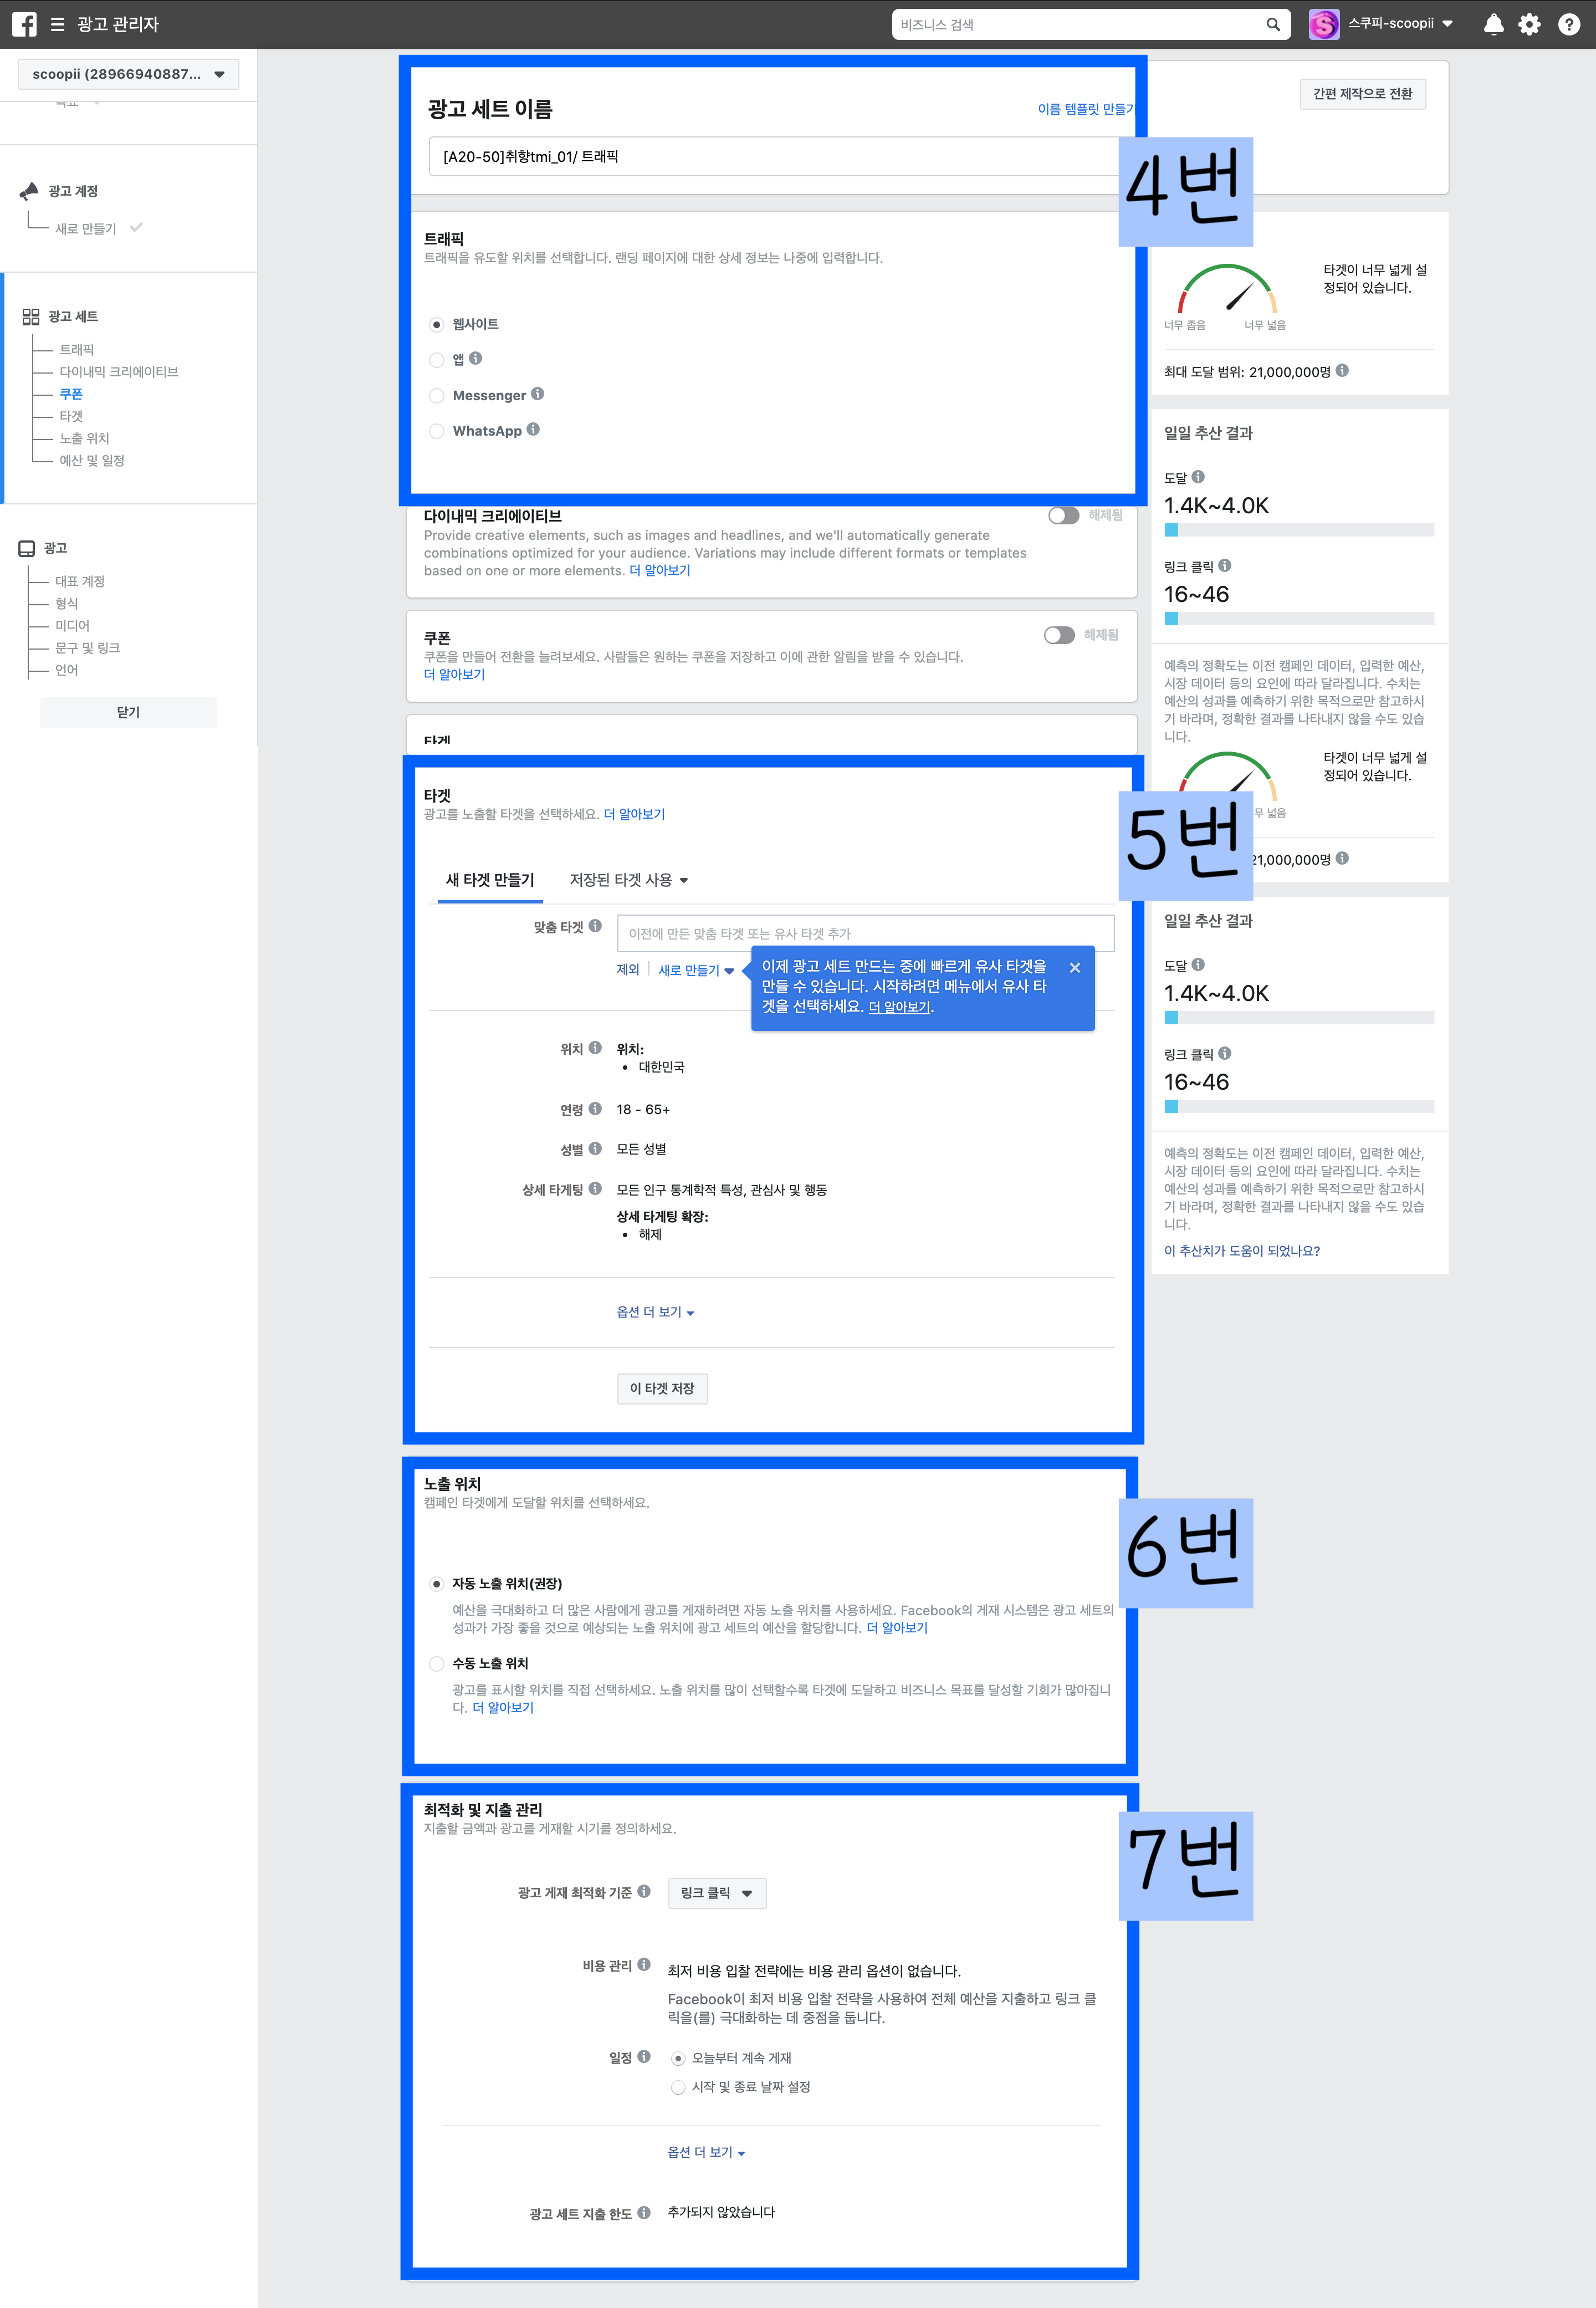 광고 관리자
비즈니스 검색
스쿠피-scoopii
scoopii (28966940887...
광고 계정
새로 만들기
광고 세트
트래픽
다이내믹 크리에이티브
쿠폰
타겟
노출 위치
예산 및 일정
광고
대표 계정
형식
미디어
문구 및 링크
언어
닫기
광고 세트 이름
이름 템플릿 만들기
간편 제작으로 전환
[A20-50]취향tmi_01/ 트래픽
4번
트래픽
트래픽을 유도할 위치를 선택합니다. 랜딩 페이지에 대한 상세 정보는 나중에 입력합니다.
웹사이트
앱
Messenger
WhatsApp
다이내믹 크리에이티브
해제됨
Provide creative elements, such as images and headlines, and we'll automatically generate
combinations optimized for your audience. Variations may include different formats or templates
based on one or more elements. 더 알아보기
쿠폰
해제됨
쿠폰을 만들어 전환을 늘려보세요. 사람들은 원하는 쿠폰을 저장하고 이에 관한 알림을 받을 수 있습니다.
더 알아보기
타겟
5번
타겟
광고를 노출할 타겟을 선택하세요. 더 알아보기
새 타겟 만들기
저장된 타겟 사용
맞춤 타겟
이전에 만든 맞춤 타겟 또는 유사 타겟 추가
제외
새로 만들기
이제 광고 세트 만드는 중에 빠르게 유사 타겟을
만들 수 있습니다. 시작하려면 메뉴에서 유사 타
겟을 선택하세요. 더 알아보기.
위치
위치:
대한민국
연령
18 - 65+
성별
모든 성별
상세 타게팅
모든 인구 통계학적 특성, 관심사 및 행동
상세 타게팅 확장:
해제
옵션 더 보기
이 타겟 저장
6번
노출 위치
캠페인 타겟에게 도달할 위치를 선택하세요.
자동 노출 위치(권장)
예산을 극대화하고 더 많은 사람에게 광고를 게재하려면 자동 노출 위치를 사용하세요. Facebook의 게재 시스템은 광고 세트의
성과가 가장 좋을 것으로 예상되는 노출 위치에 광고 세트의 예산을 할당합니다. 더 알아보기
수동 노출 위치
광고를 표시할 위치를 직접 선택하세요. 노출 위치를 많이 선택할수록 타겟에 도달하고 비즈니스 목표를 달성할 기회가 많아집니
다. 더 알아보기
7번
최적화 및 지출 관리
지출할 금액과 광고를 게재할 시기를 정의하세요.
광고 게재 최적화 기준
링크 클릭
비용 관리
최저 비용 입찰 전략에는 비용 관리 옵션이 없습니다.
Facebook이 최저 비용 입찰 전략을 사용하여 전체 예산을 지출하고 링크 클
릭을(를) 극대화하는 데 중점을 둡니다.
일정
오늘부터 계속 게재
시작 및 종료 날짜 설정
옵션 더 보기
광고 세트 지출 한도
추가되지 않았습니다
타겟이 너무 넓게 설
정되어 있습니다.
너무 좁음
너무 넓음
최대 도달 범위: 21,000,000명
일일 추산 결과
도달
1.4K~4.0K
링크 클릭
16~46
예측의 정확도는 이전 캠페인 데이터, 입력한 예산,
시장 데이터 등의 요인에 따라 달라집니다. 수치는
예산의 성과를 예측하기 위한 목적으로만 참고하시
기 바라며, 정확한 결과를 나타내지 않을 수도 있습
니다.
타겟이 너무 넓게 설
정되어 있습니다.
무 넓음
21,000,000명
일일 추산 결과
도달
1.4K~4.0K
링크 클릭
16~46
예측의 정확도는 이전 캠페인 데이터, 입력한 예산,
시장 데이터 등의 요인에 따라 달라집니다. 수치는
예산의 성과를 예측하기 위한 목적으로만 참고하시
기 바라며, 정확한 결과를 나타내지 않을 수도 있습
니다.
이 추산치가 도움이 되었나요?